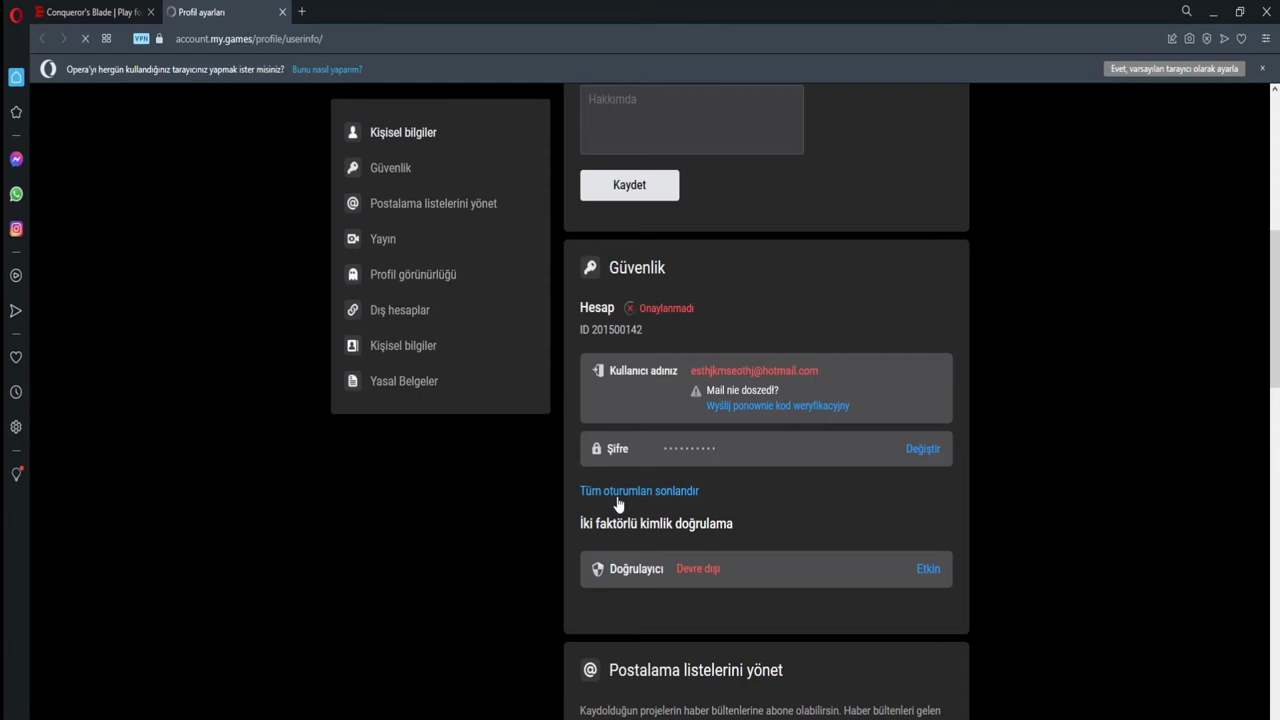 Conqueror's Blade | Play fo
Profil ayarları
VPN
account.my.games/profile/userinfo/
Opera'yı hergün kullandığınız tarayıcınız yapmak ister misiniz? Bunu nasıl yaparım?
Evet, varsayılan tarayıcı olarak ayarla
Kişisel bilgiler
Güvenlik
Postalama listelerini yönet
Yayın
Profil görünürlüğü
Dış hesaplar
Kişisel bilgiler
Yasal Belgeler
Hakkımda
Kaydet
Güvenlik
Hesap Onaylanmadı
ID 201500142
Kullanıcı adınız esthjkmseothj@hotmail.com
Mail nie doszedł?
Wyślij ponownie kod weryfikacyjny
Şifre •••••••••• Değiştir
Tüm oturumları sonlandır
İki faktörlü kimlik doğrulama
Doğrulayıcı Devre dışı Etkin
Postalama listelerini yönet
Kaydolduğun projelerin haber bültenlerine abone olabilirsin. Haber bültenleri gelen